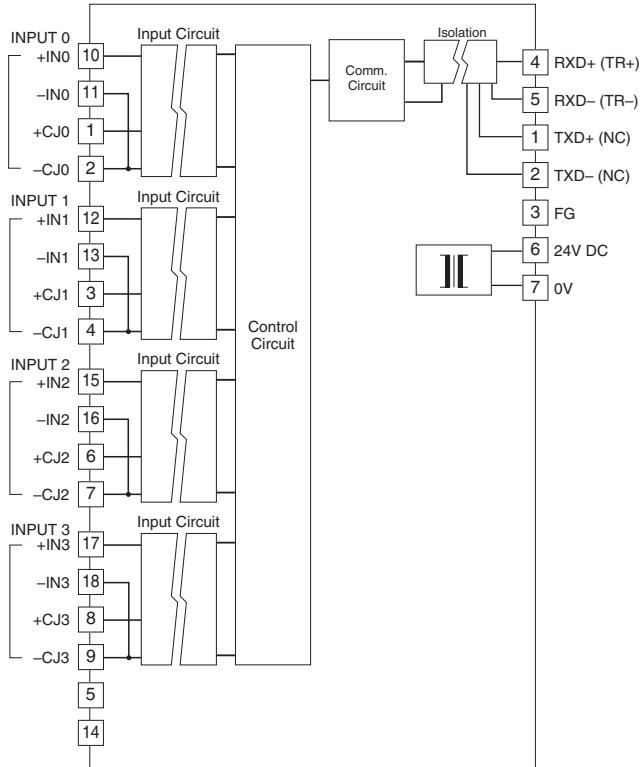 INPUT 0
Input Circuit
+IN0 10
–IN0 11
+CJ0 1
–CJ0 2
INPUT 1
Input Circuit
+IN1 12
–IN1 13
+CJ1 3
–CJ1 4
INPUT 2
Input Circuit
+IN2 15
–IN2 16
+CJ2 6
–CJ2 7
INPUT 3
Input Circuit
+IN3 17
–IN3 18
+CJ3 8
–CJ3 9
5
14
Control
Circuit
Comm.
Circuit
Isolation
4 RXD+ (TR+)
5 RXD– (TR–)
1 TXD+ (NC)
2 TXD– (NC)
3 FG
6 24V DC
7 0V